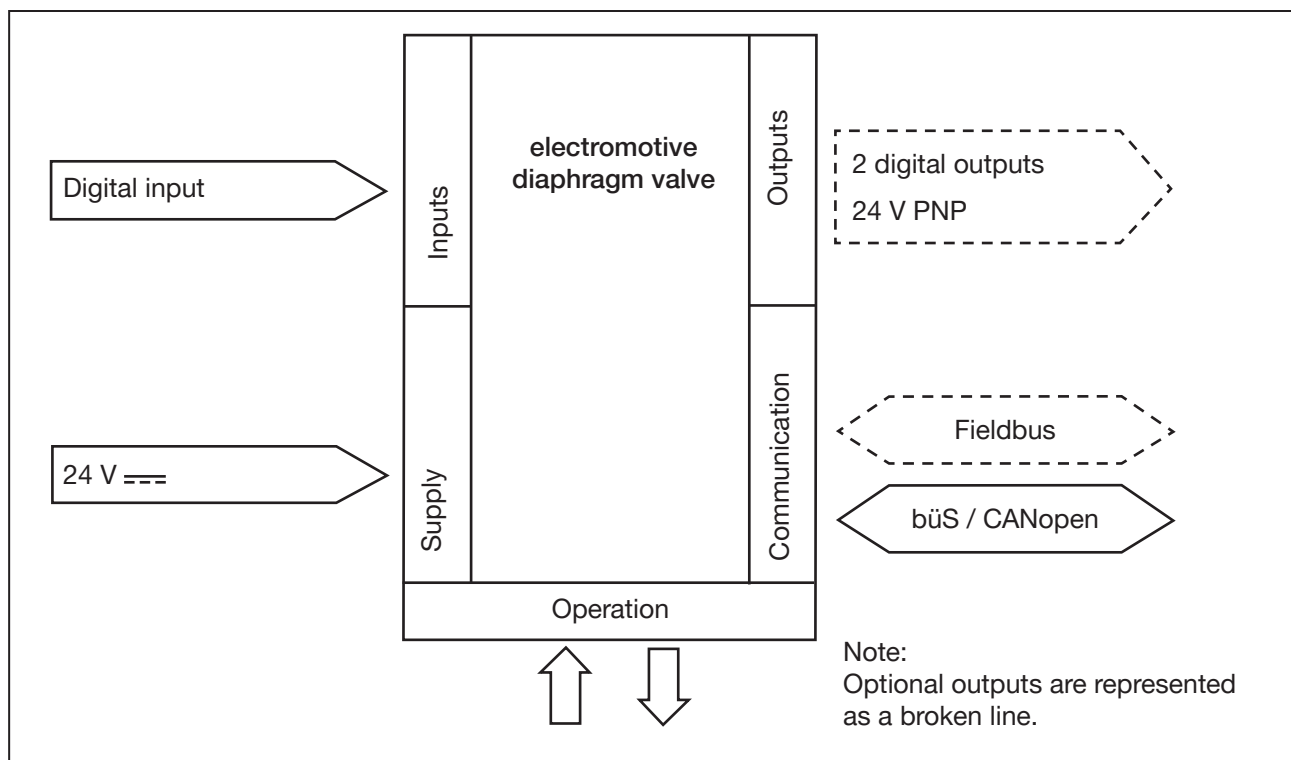 electromotive
diaphragm valve
Inputs
Outputs
Digital input
2 digital outputs
24 V PNP
Supply
Communication
24 V ⎓
Fieldbus
büS / CANopen
Operation
Note:
Optional outputs are represented
as a broken line.